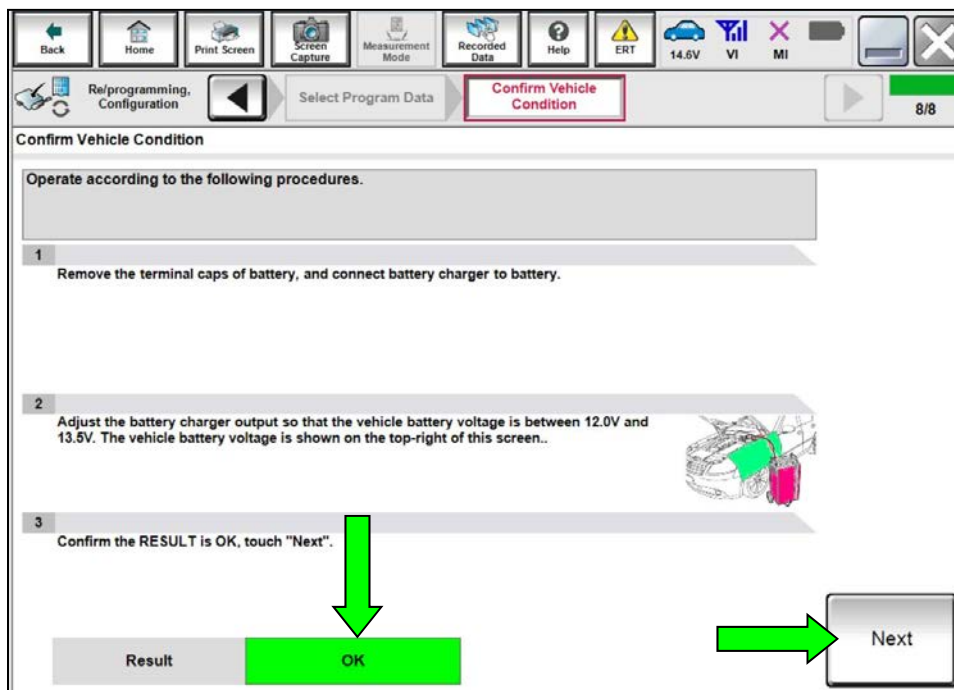 Back
Home
Print Screen
Screen
Capture
Measurement
Mode
Recorded
Data
Help
ERT
14.6V
VI
MI
Re/programming,
Configuration
Select Program Data
Confirm Vehicle
Condition
8/8
Confirm Vehicle Condition
Operate according to the following procedures.
1
Remove the terminal caps of battery, and connect battery charger to battery.
2
Adjust the battery charger output so that the vehicle battery voltage is between 12.0V and
13.5V. The vehicle battery voltage is shown on the top-right of this screen..
3
Confirm the RESULT is OK, touch "Next".
Result
OK
Next